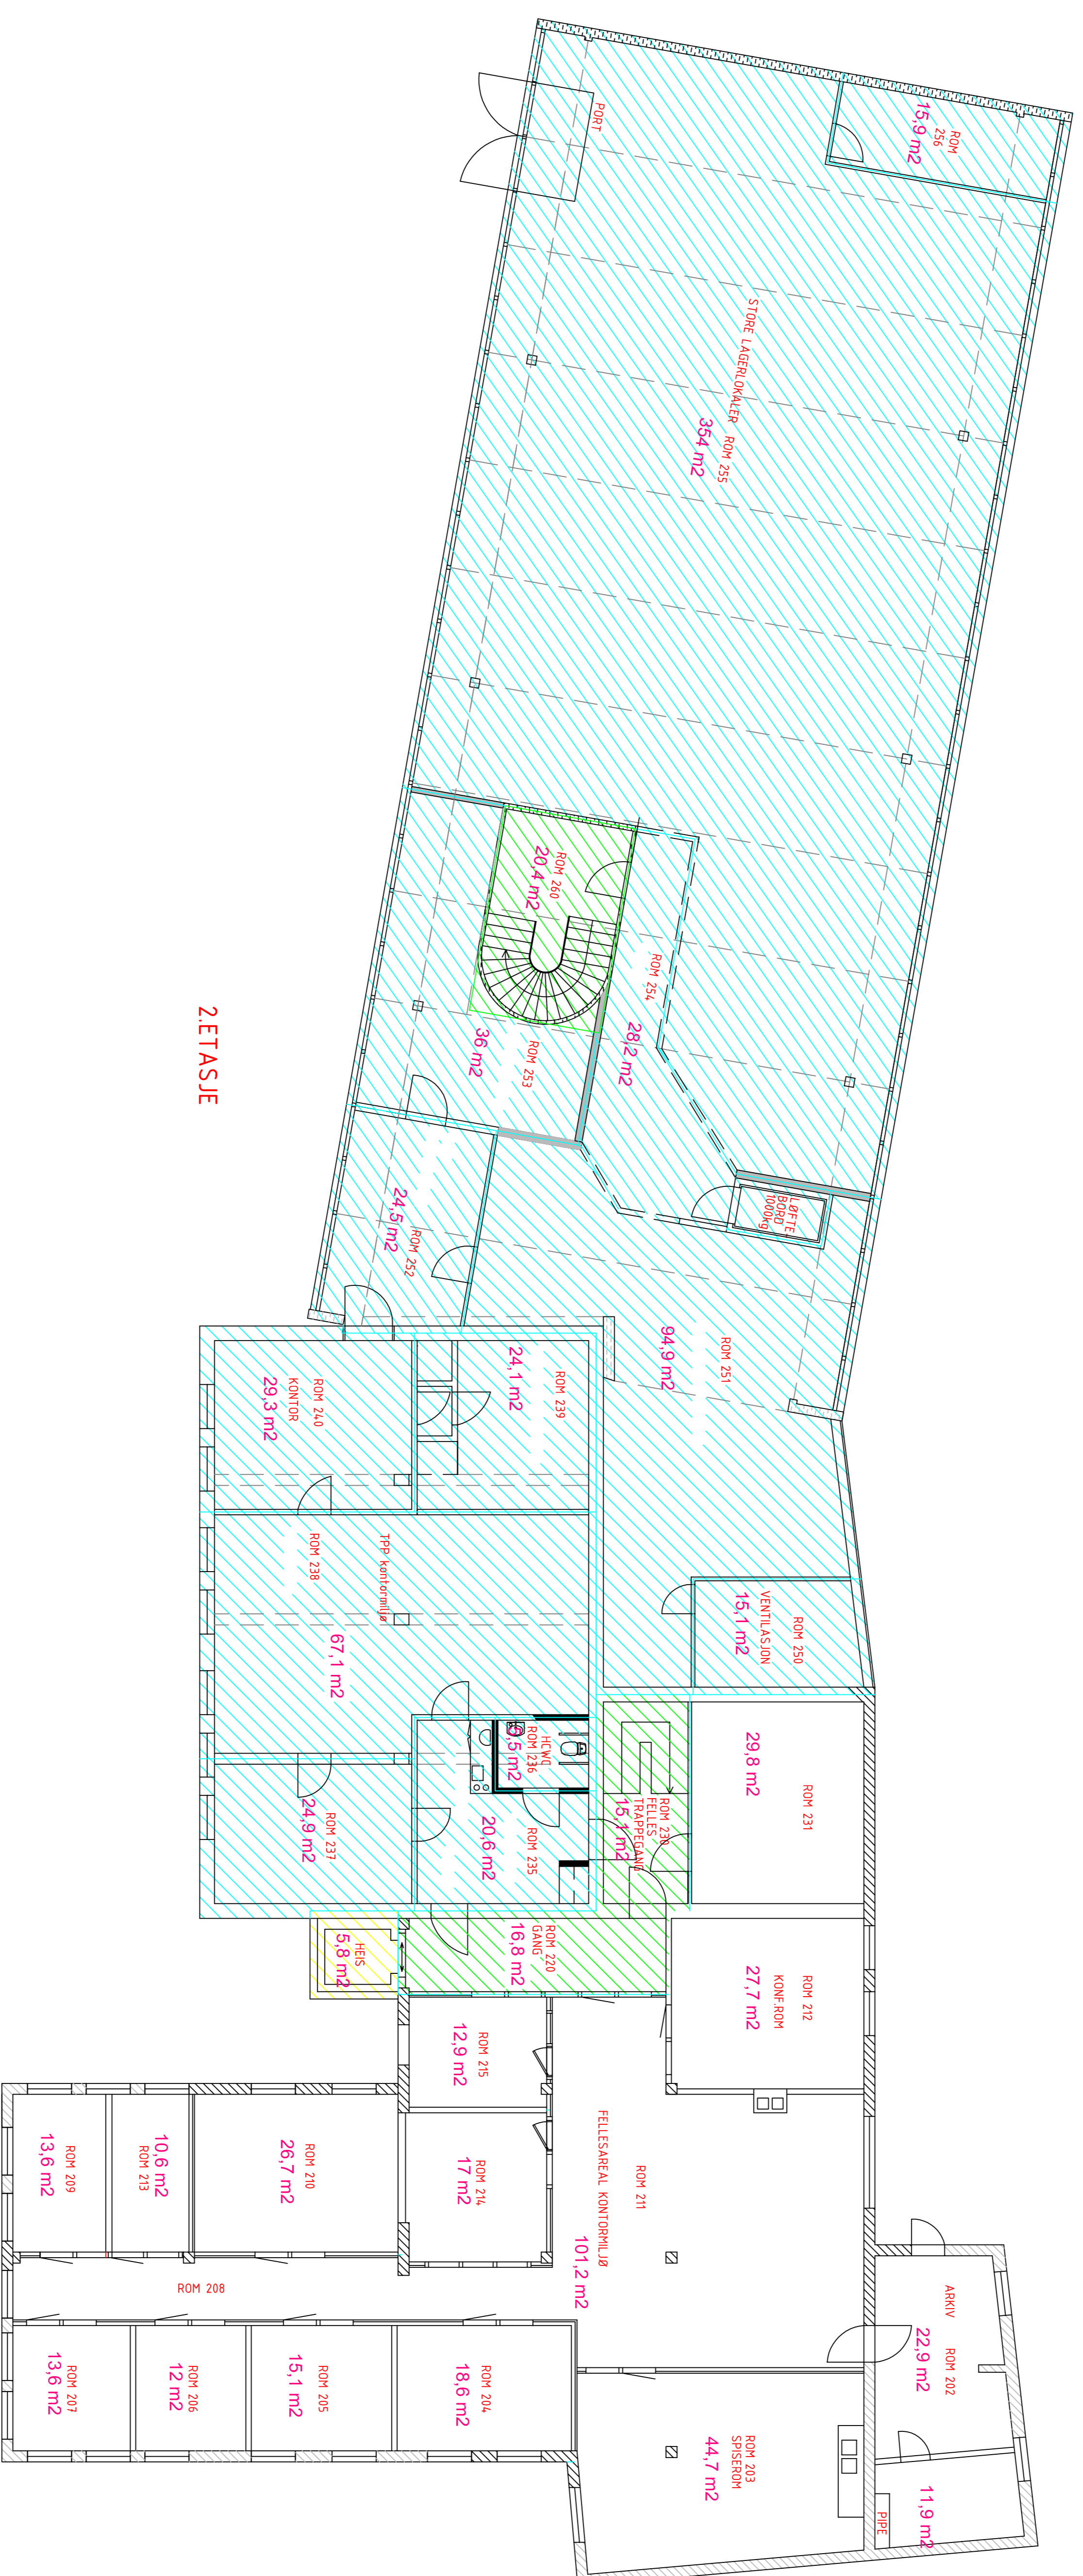 ROM
256
15,9 m2
PORT
STORE LAGERLOKALER ROM 255
354 m2
ROM 260
20,4 m2
ROM 254
28,2 m2
ROM 253
36 m2
2.ETASJE
LØFTE
BORD
1000kg
ROM 252
24,5 m2
ROM 251
94,9 m2
ROM 239
24,1 m2
ROM 240
KONTOR
29,3 m2
TPP kontormiljø
ROM 238
67,1 m2
ROM 250
VENTILASJON
15,1 m2
HCWC
ROM 236
5,5 m2
ROM 230
FELLES
TRAPPEGANG
15,1 m2
ROM 231
29,8 m2
ROM 235
20,6 m2
ROM 237
24,9 m2
ROM 220
GANG
16,8 m2
HEIS
5,8 m2
ROM 212
KONF.ROM
27,7 m2
ROM 215
12,9 m2
ROM 214
17 m2
ROM 211
FELLESAREAL KONTORMILJØ
101,2 m2
ROM 210
26,7 m2
10,6 m2
ROM 213
ROM 209
13,6 m2
ROM 208
ARKIV ROM 202
22,9 m2
ROM 204
18,6 m2
ROM 205
15,1 m2
ROM 206
12 m2
ROM 207
13,6 m2
ROM 203
SPISEROM
44,7 m2
11,9 m2
PIPE